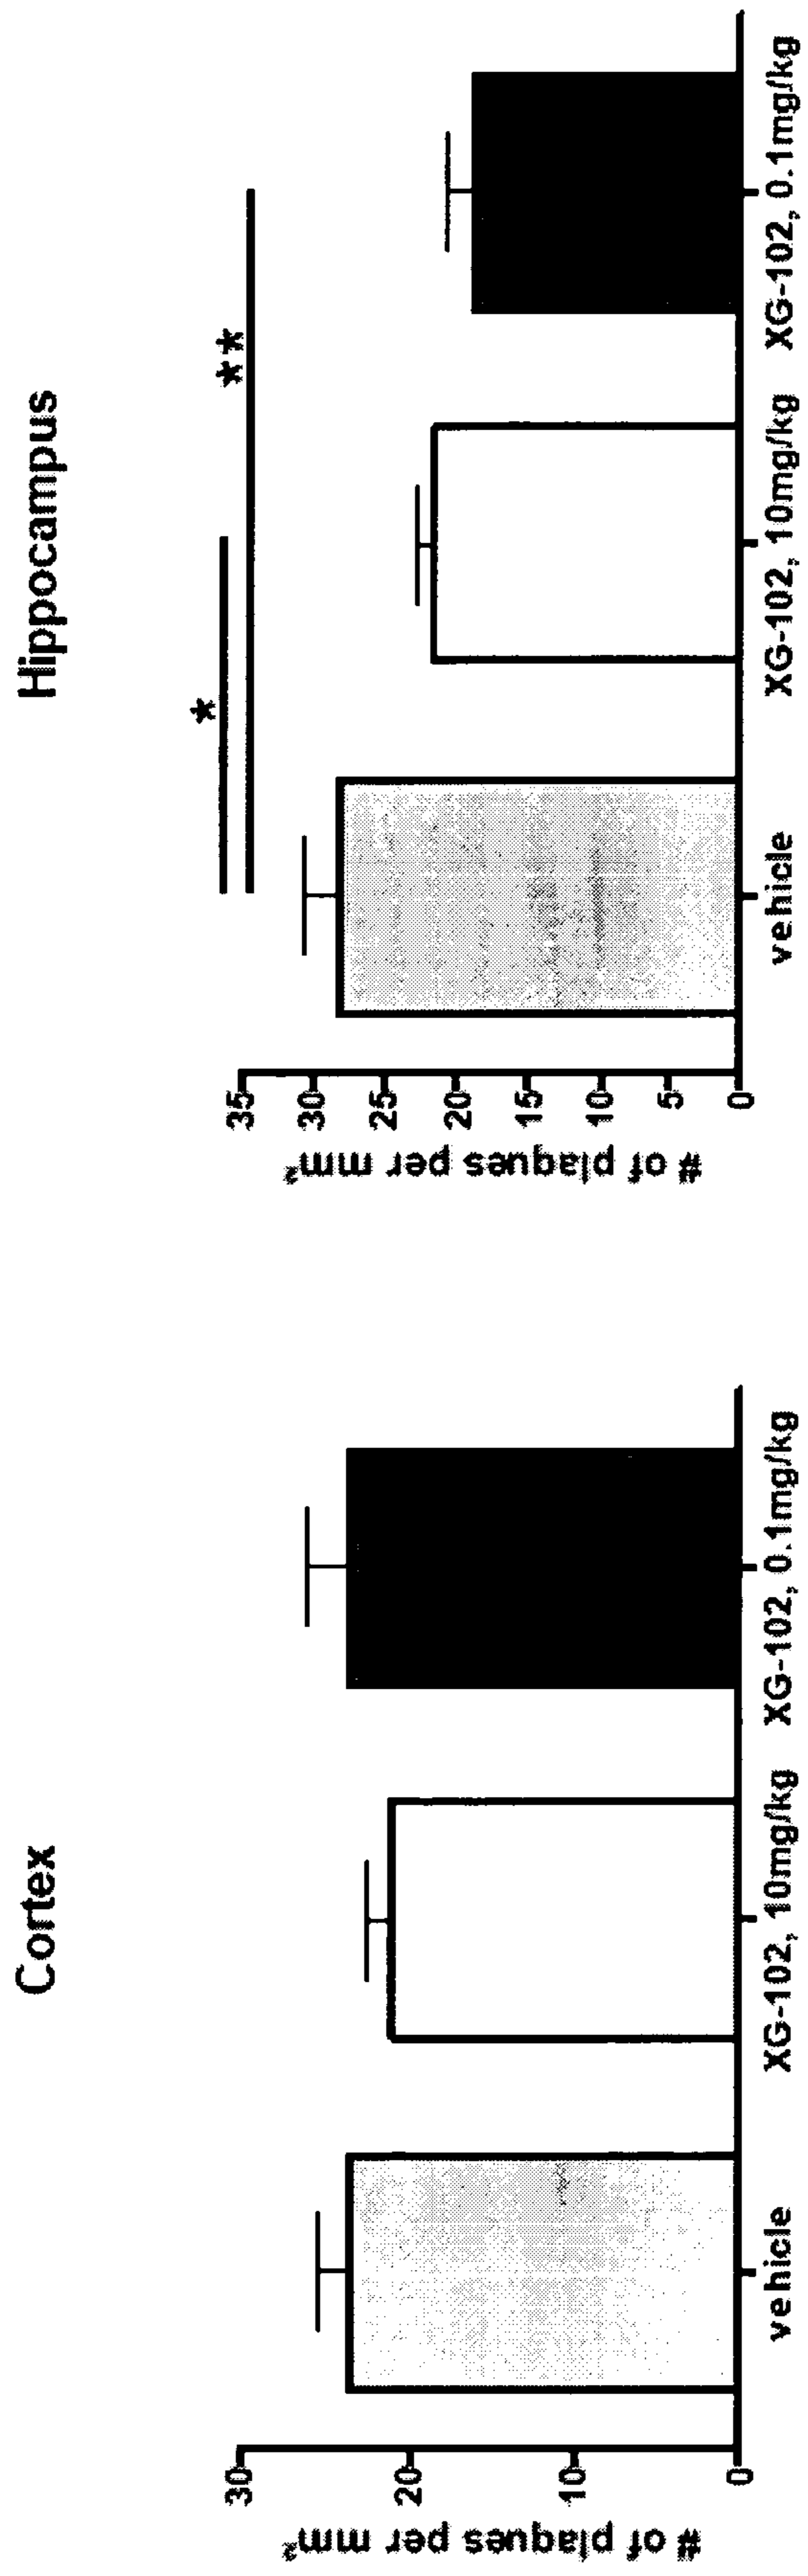 Cortex
# of plaques per mm²
30
20
10
0
vehicle
XG-102, 10mg/kg
XG-102, 0.1mg/kg
Hippocampus
# of plaques per mm²
35
30
25
20
15
10
5
0
*
**
vehicle
XG-102, 10mg/kg
XG-102, 0.1mg/kg